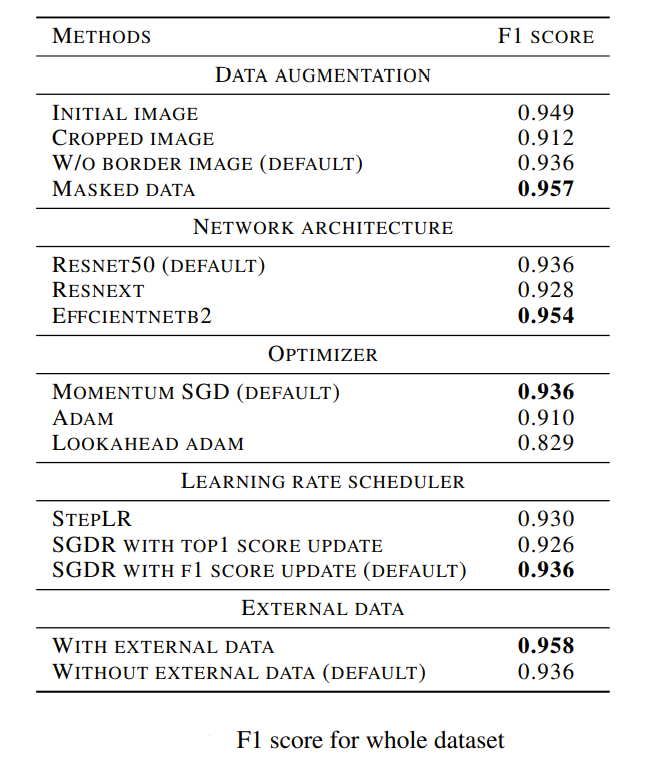 METHODS F1 SCORE
DATA AUGMENTATION
INITIAL IMAGE 0.949
CROPPED IMAGE 0.912
W/O BORDER IMAGE (DEFAULT) 0.936
MASKED DATA 0.957
NETWORK ARCHITECTURE
RESNET50 (DEFAULT) 0.936
RESNEXT 0.928
EFFCIENTNETB2 0.954
OPTIMIZER
MOMENTUM SGD (DEFAULT) 0.936
ADAM 0.910
LOOKAHEAD ADAM 0.829
LEARNING RATE SCHEDULER
STEPLR 0.930
SGDR WITH TOP1 SCORE UPDATE 0.926
SGDR WITH F1 SCORE UPDATE (DEFAULT) 0.936
EXTERNAL DATA
WITH EXTERNAL DATA 0.958
WITHOUT EXTERNAL DATA (DEFAULT) 0.936
F1 score for whole dataset